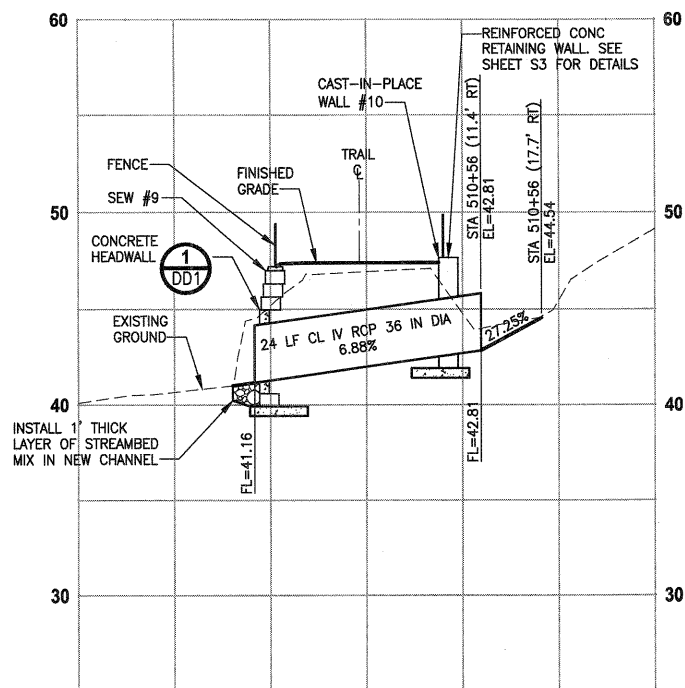 60
60
REINFORCED CONC
RETAINING WALL. SEE
SHEET S3 FOR DETAILS
CAST-IN-PLACE
WALL #10
STA 510+56 (11.4' RT)
EL=42.81
STA 510+56 (17.7' RT)
EL=44.54
TRAIL
℄
FENCE
FINISHED
GRADE
SEW #9
50
50
CONCRETE
HEADWALL
1
DD1
EXISTING
GROUND
24 LF CL IV RCP 36 IN DIA
6.88%
27.25%
40
40
INSTALL 1' THICK
LAYER OF STREAMBED
MIX IN NEW CHANNEL
FL=41.16
FL=42.81
30
30